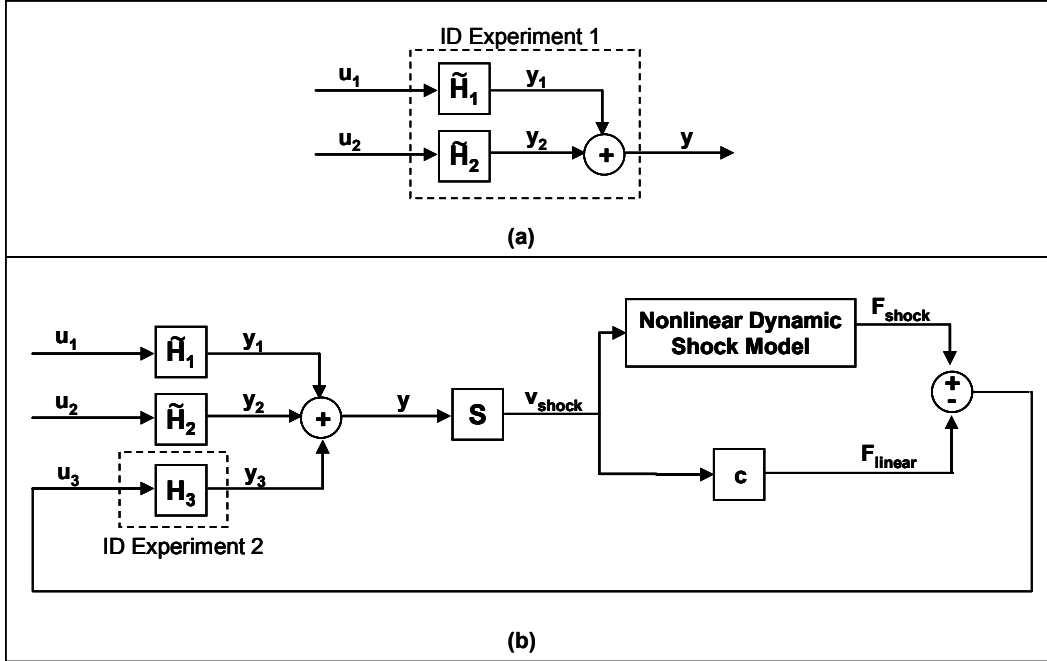 ID Experiment 1
u1
H̃1
y1
u2
H̃2
y2
+
y
(a)
u1
H̃1
y1
u2
H̃2
y2
+
y
S
vshock
Nonlinear Dynamic
Shock Model
Fshock
+
-
u3
H3
y3
c
Flinear
ID Experiment 2
(b)